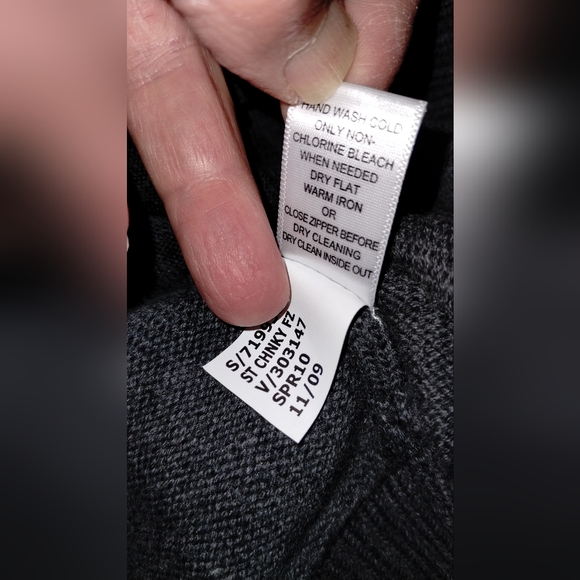 HAND WASH COLD
ONLY NON-
CHLORINE BLEACH
WHEN NEEDED
DRY FLAT
WARM IRON
OR
CLOSE ZIPPER BEFORE
DRY CLEANING
DRY CLEAN INSIDE OUT
S/719
ST CHNKY FZ
V/303147
SPR10
11/09